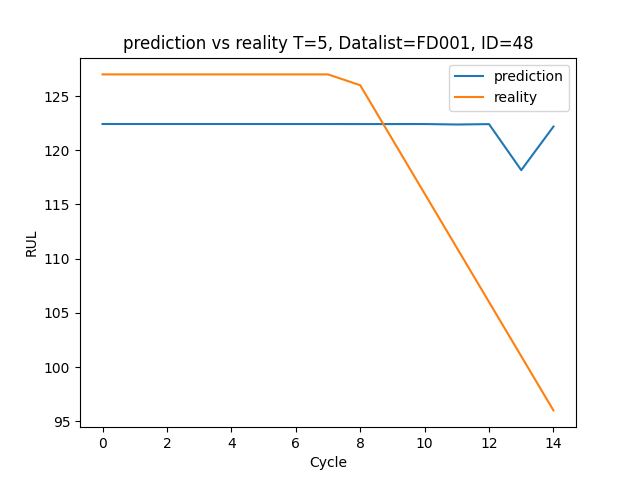 prediction vs reality T=5, Datalist=FD001, ID=48
prediction
reality
RUL
125
120
115
110
105
100
95
0 2 4 6 8 10 12 14
Cycle